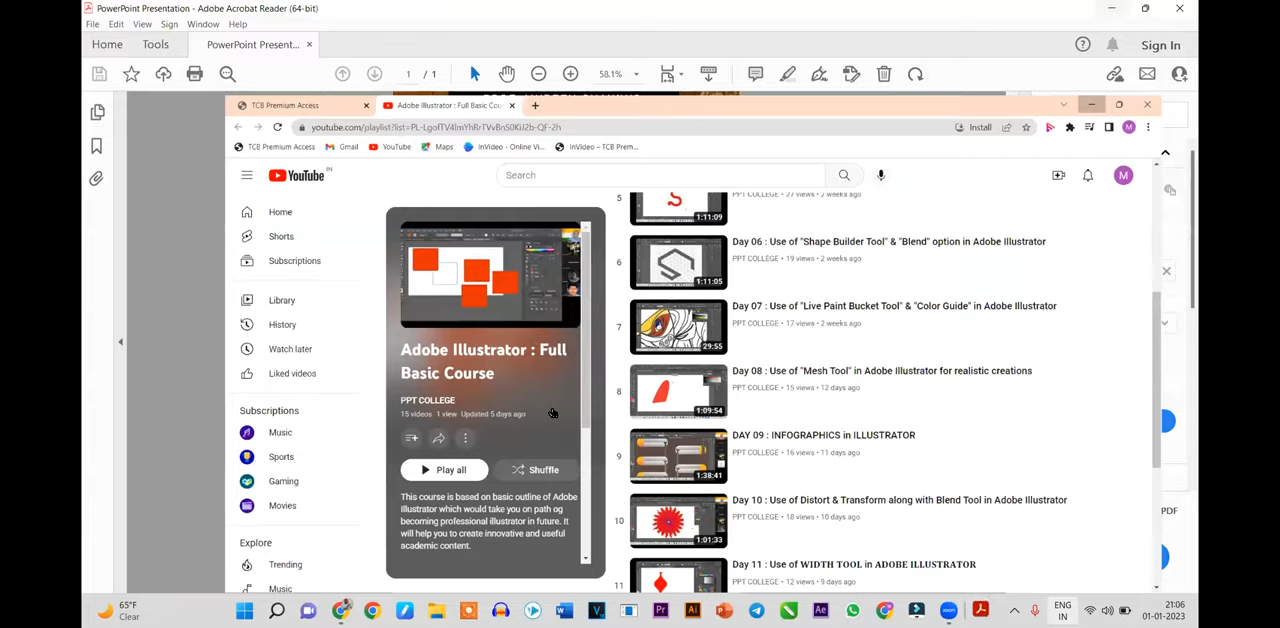 PowerPoint Presentation - Adobe Acrobat Reader (64-bit)
File Edit View Sign Window Help
Home Tools PowerPoint Present... × Sign In
1 / 1 58.1%
TCB Premium Access × Adobe Illustrator : Full Basic Cou × +
youtube.com/playlist?list=PL-LgofTV4lmYhRrTVvBnS0KiJ2b-QF-2h Install M
TCB Premium Access Gmail YouTube Maps InVideo - Online Vi... InVideo – TCB Prem...
YouTube IN Search M
Home
Shorts
Subscriptions
Library
History
Watch later
Liked videos
Subscriptions
Music
Sports
Gaming
Movies
Explore
Trending
Music
Adobe Illustrator : Full
Basic Course
PPT COLLEGE
15 videos 1 view Updated 5 days ago
Play all Shuffle
This course is based on basic outline of Adobe
Illustrator which would take you on path og
becoming professional illustrator in future. It
will help you to create innovative and useful
academic content.
5 1:11:09
PPT COLLEGE • 27 views • 2 weeks ago
6 1:11:05
Day 06 : Use of "Shape Builder Tool" & "Blend" option in Adobe Illustrator
PPT COLLEGE • 19 views • 2 weeks ago
7 29:55
Day 07 : Use of "Live Paint Bucket Tool" & "Color Guide" in Adobe Illustrator
PPT COLLEGE • 17 views • 2 weeks ago
8 1:09:54
Day 08 : Use of "Mesh Tool" in Adobe Illustrator for realistic creations
PPT COLLEGE • 15 views • 12 days ago
9 1:38:41
DAY 09 : INFOGRAPHICS in ILLUSTRATOR
PPT COLLEGE • 16 views • 11 days ago
10 1:01:33
Day 10 : Use of Distort & Transform along with Blend Tool in Adobe Illustrator
PPT COLLEGE • 18 views • 10 days ago
11
Day 11 : Use of WIDTH TOOL in ADOBE ILLUSTRATOR
PPT COLLEGE • 12 views • 9 days ago
PDF
65°F
Clear
ENG
IN
21:06
01-01-2023